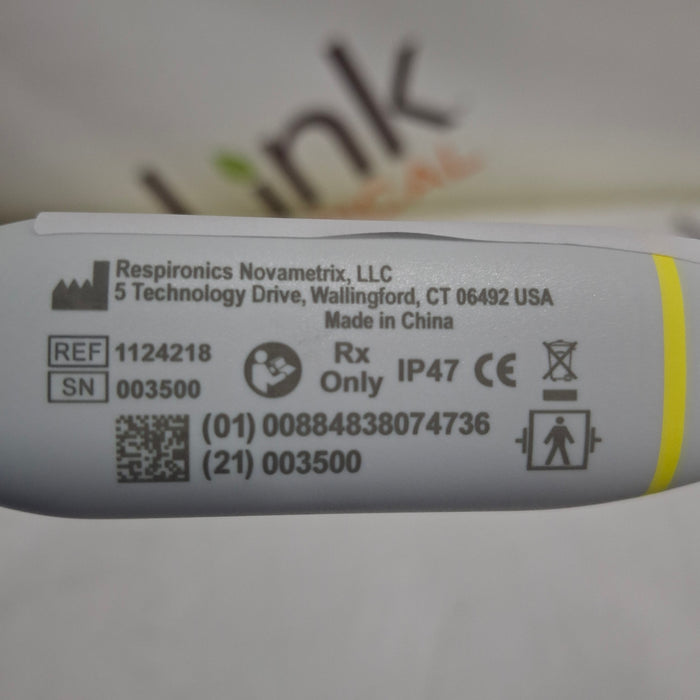 Link
Respironics Novametrix, LLC
5 Technology Drive, Wallingford, CT 06492 USA
Made in China
REF 1124218
SN 003500
Rx Only
IP47 CE
(01) 00884838074736
(21) 003500